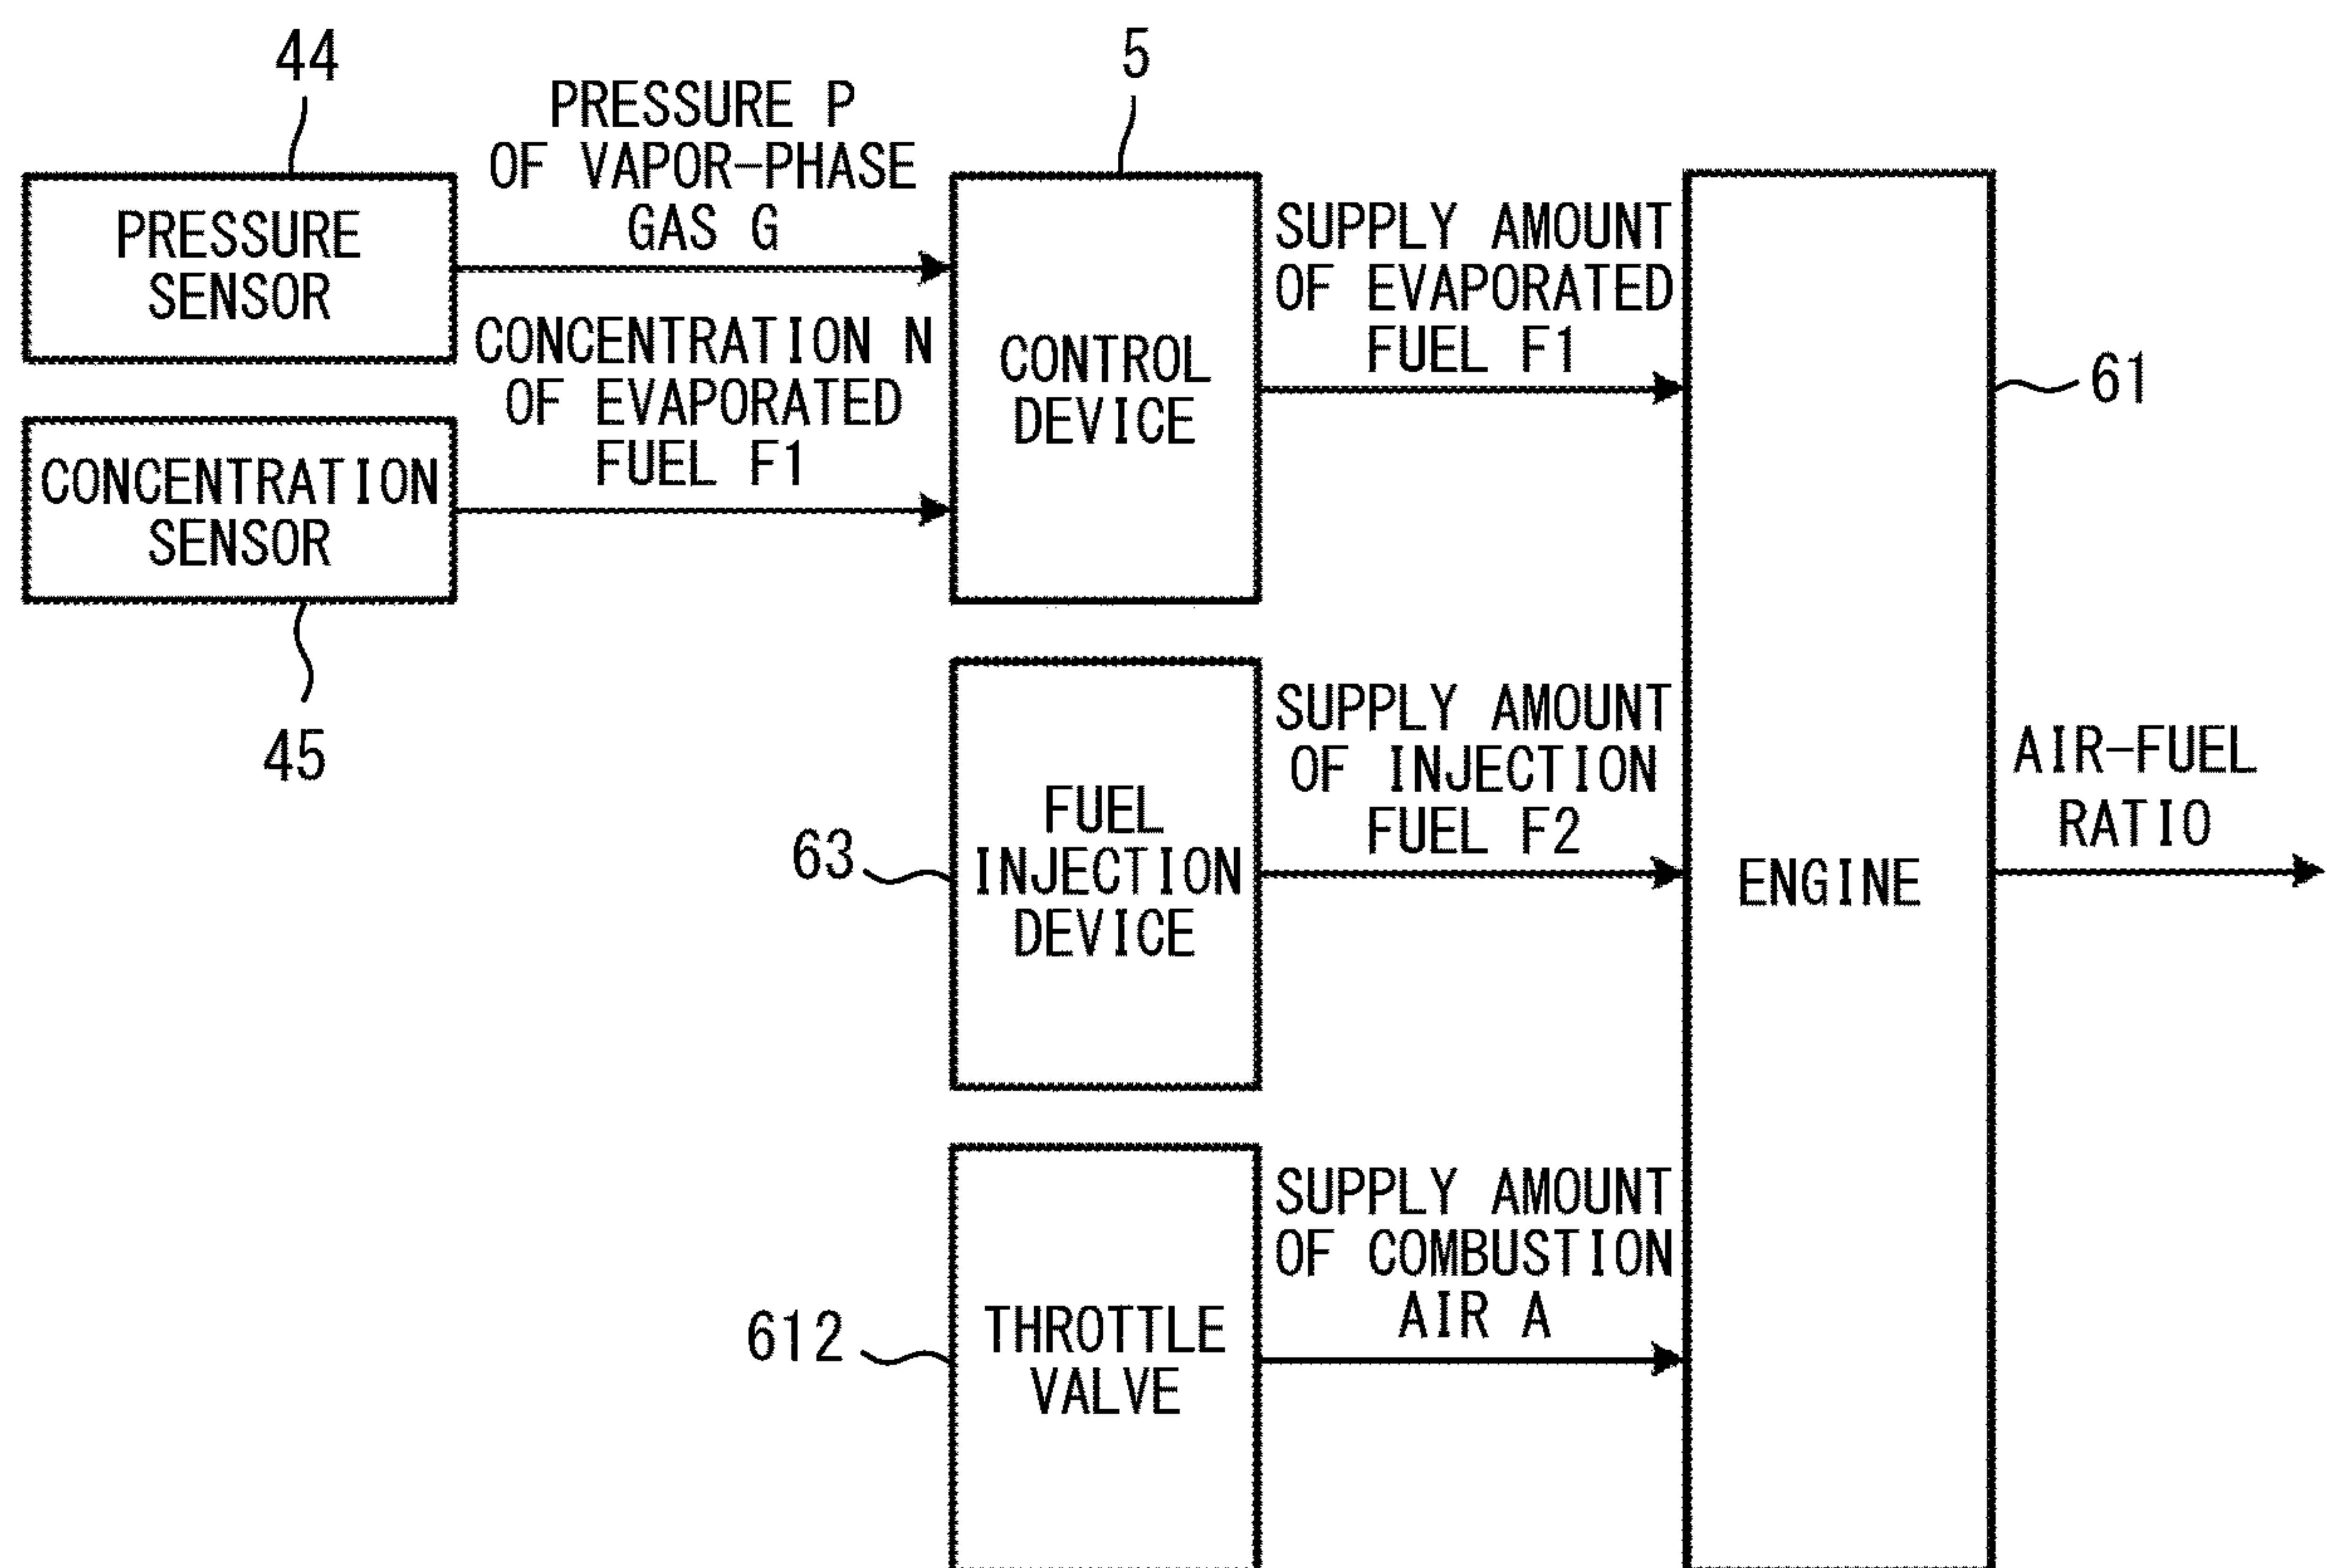 44
PRESSURE P
OF VAPOR-PHASE
GAS G
5
PRESSURE
SENSOR
CONCENTRATION N
OF EVAPORATED
FUEL F1
CONCENTRATION
SENSOR
45
CONTROL
DEVICE
SUPPLY AMOUNT
OF EVAPORATED
FUEL F1
61
63
FUEL
INJECTION
DEVICE
SUPPLY AMOUNT
OF INJECTION
FUEL F2
ENGINE
AIR-FUEL
RATIO
612
THROTTLE
VALVE
SUPPLY AMOUNT
OF COMBUSTION
AIR A